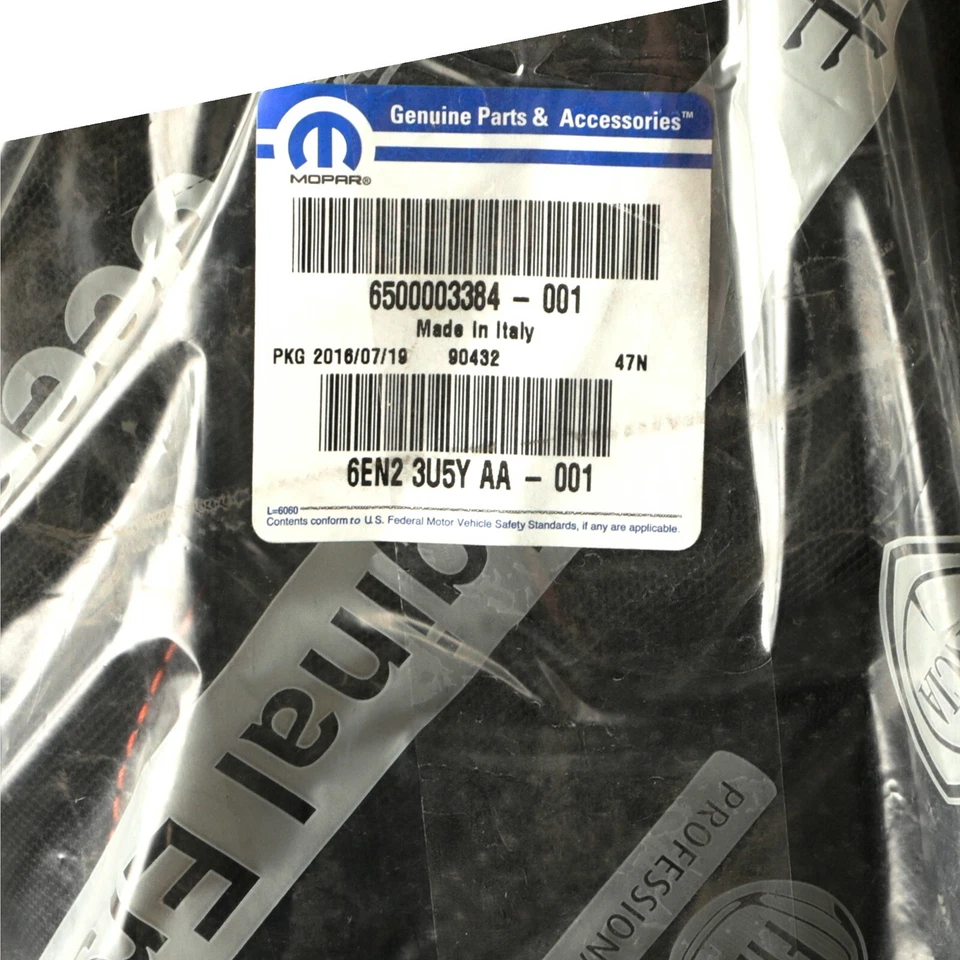 Genuine Parts & Accessories™
MOPAR®
6500003384 - 001
Made In Italy
PKG 2016/07/19 90432 47N
6EN2 3U5Y AA - 001
L=6060
Contents conform to U.S. Federal Motor Vehicle Safety Standards, if any are applicable.
PROFESSIONA